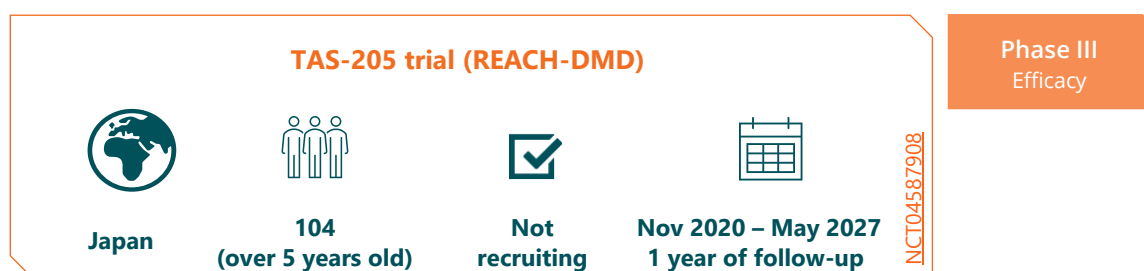 TAS-205 trial (REACH-DMD)
Phase III
Efficacy
Japan
104
(over 5 years old)
Not
recruiting
Nov 2020 – May 2027
1 year of follow-up
NCT04587908